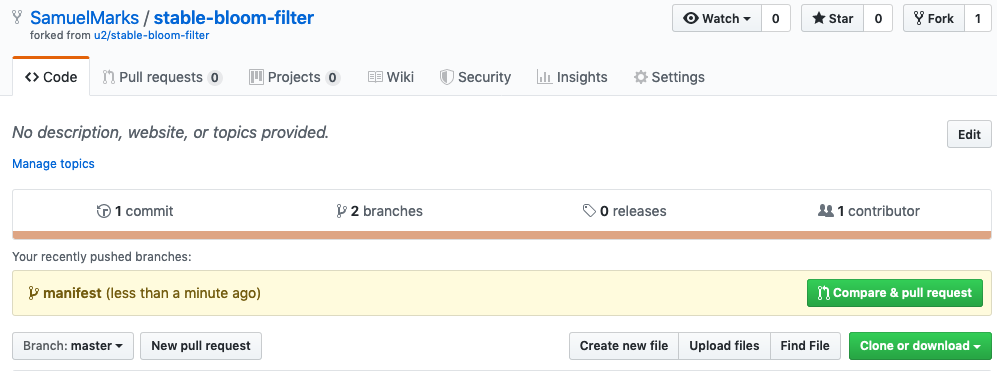 SamuelMarks / stable-bloom-filter
Watch 0 Star 0 Fork 1
forked from u2/stable-bloom-filter
Code Pull requests 0 Projects 0 Wiki Security Insights Settings
No description, website, or topics provided. Edit
Manage topics
1 commit 2 branches 0 releases 1 contributor
Your recently pushed branches:
manifest (less than a minute ago) Compare & pull request
Branch: master New pull request Create new file Upload files Find File Clone or download